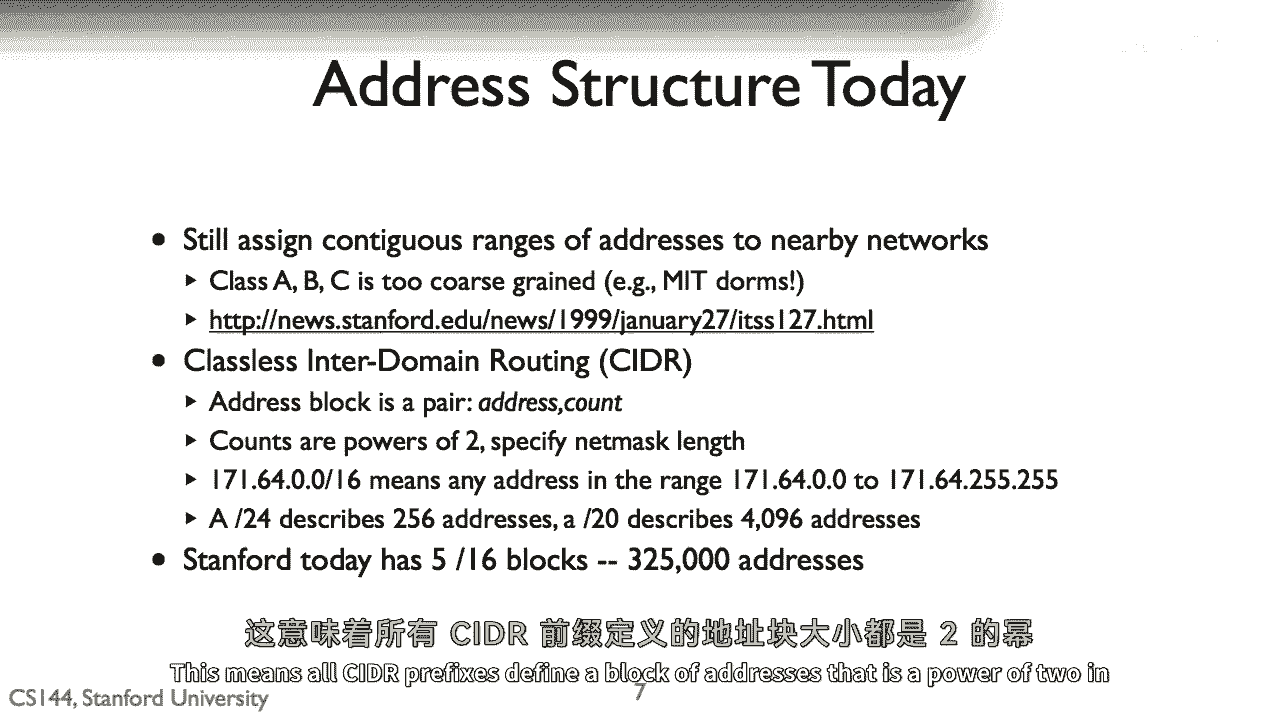 Address Structure Today
• Still assign contiguous ranges of addresses to nearby networks
‣ Class A, B, C is too coarse grained (e.g., MIT dorms!)
‣ http://news.stanford.edu/news/1999/january27/itss127.html
• Classless Inter-Domain Routing (CIDR)
‣ Address block is a pair: address,count
‣ Counts are powers of 2, specify netmask length
‣ 171.64.0.0/16 means any address in the range 171.64.0.0 to 171.64.255.255
‣ A /24 describes 256 addresses, a /20 describes 4,096 addresses
• Stanford today has 5 /16 blocks -- 325,000 addresses
这意味着所有 CIDR 前缀定义的地址块大小都是 2 的幂
This means all CIDR prefixes define a block of addresses that is a power of two in
CS144, Stanford University
7